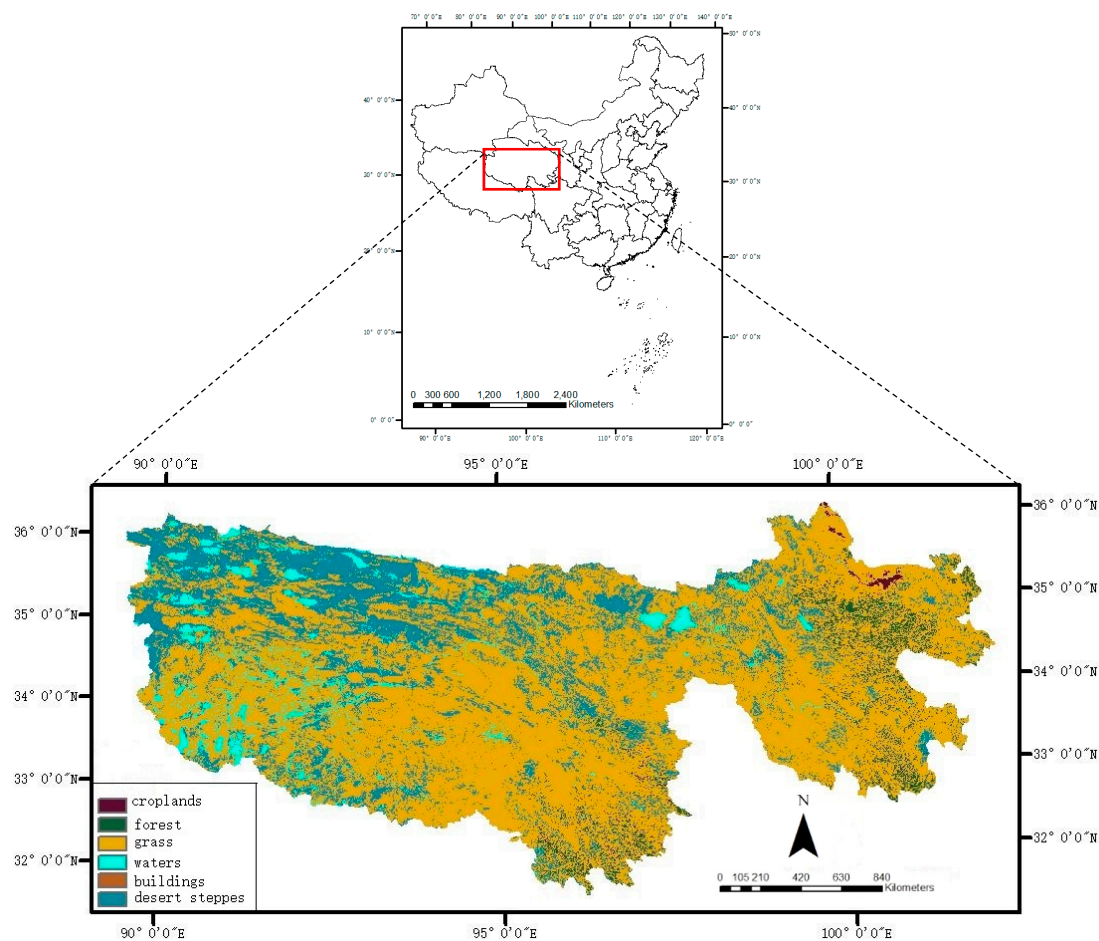 70° 0′0″E 80° 0′0″E 90° 0′0″E 100° 0′0″E 110° 0′0″E 120° 0′0″E 130° 0′0″E 140° 0′0″E
50° 0′0″N
40° 0′0″N 40° 0′0″N
30° 0′0″N 30° 0′0″N
20° 0′0″N 20° 0′0″N
10° 0′0″N 10° 0′0″N
0 300 600 1,200 1,800 2,400
Kilometers
0° 0′0″ 0° 0′0″
90° 0′0″E 100° 0′0″E 110° 0′0″E 120° 0′0″E
90° 0′0″E 95° 0′0″E 100° 0′0″E
36° 0′0″N 36° 0′0″N
35° 0′0″N 35° 0′0″N
34° 0′0″N 34° 0′0″N
33° 0′0″N 33° 0′0″N
32° 0′0″N 32° 0′0″N
croplands
forest
grass
waters
buildings
desert steppes
N
0 105 210 420 630 840
Kilometers
90° 0′0″E 95° 0′0″E 100° 0′0″E